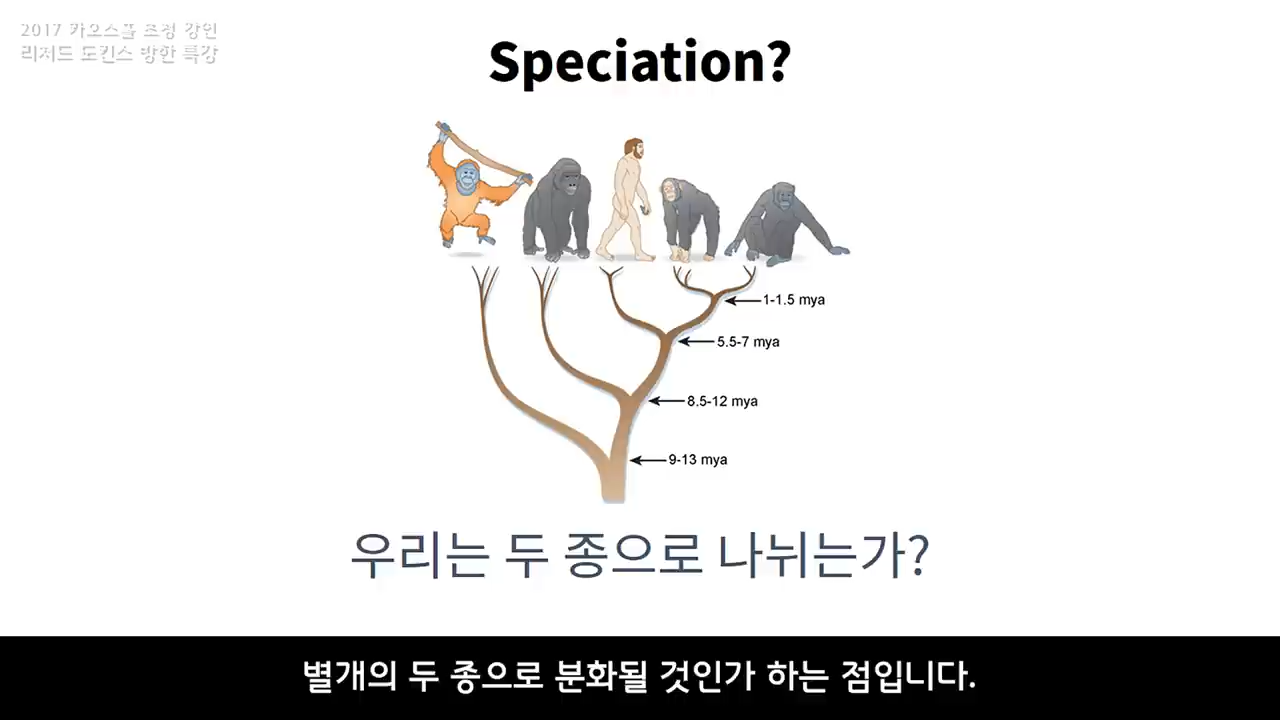 2017 카오스홀 초청 강연
리처드 도킨스 방한 특강
Speciation?
1-1.5 mya
5.5-7 mya
8.5-12 mya
9-13 mya
우리는 두 종으로 나뉘는가?
별개의 두 종으로 분화될 것인가 하는 점입니다.